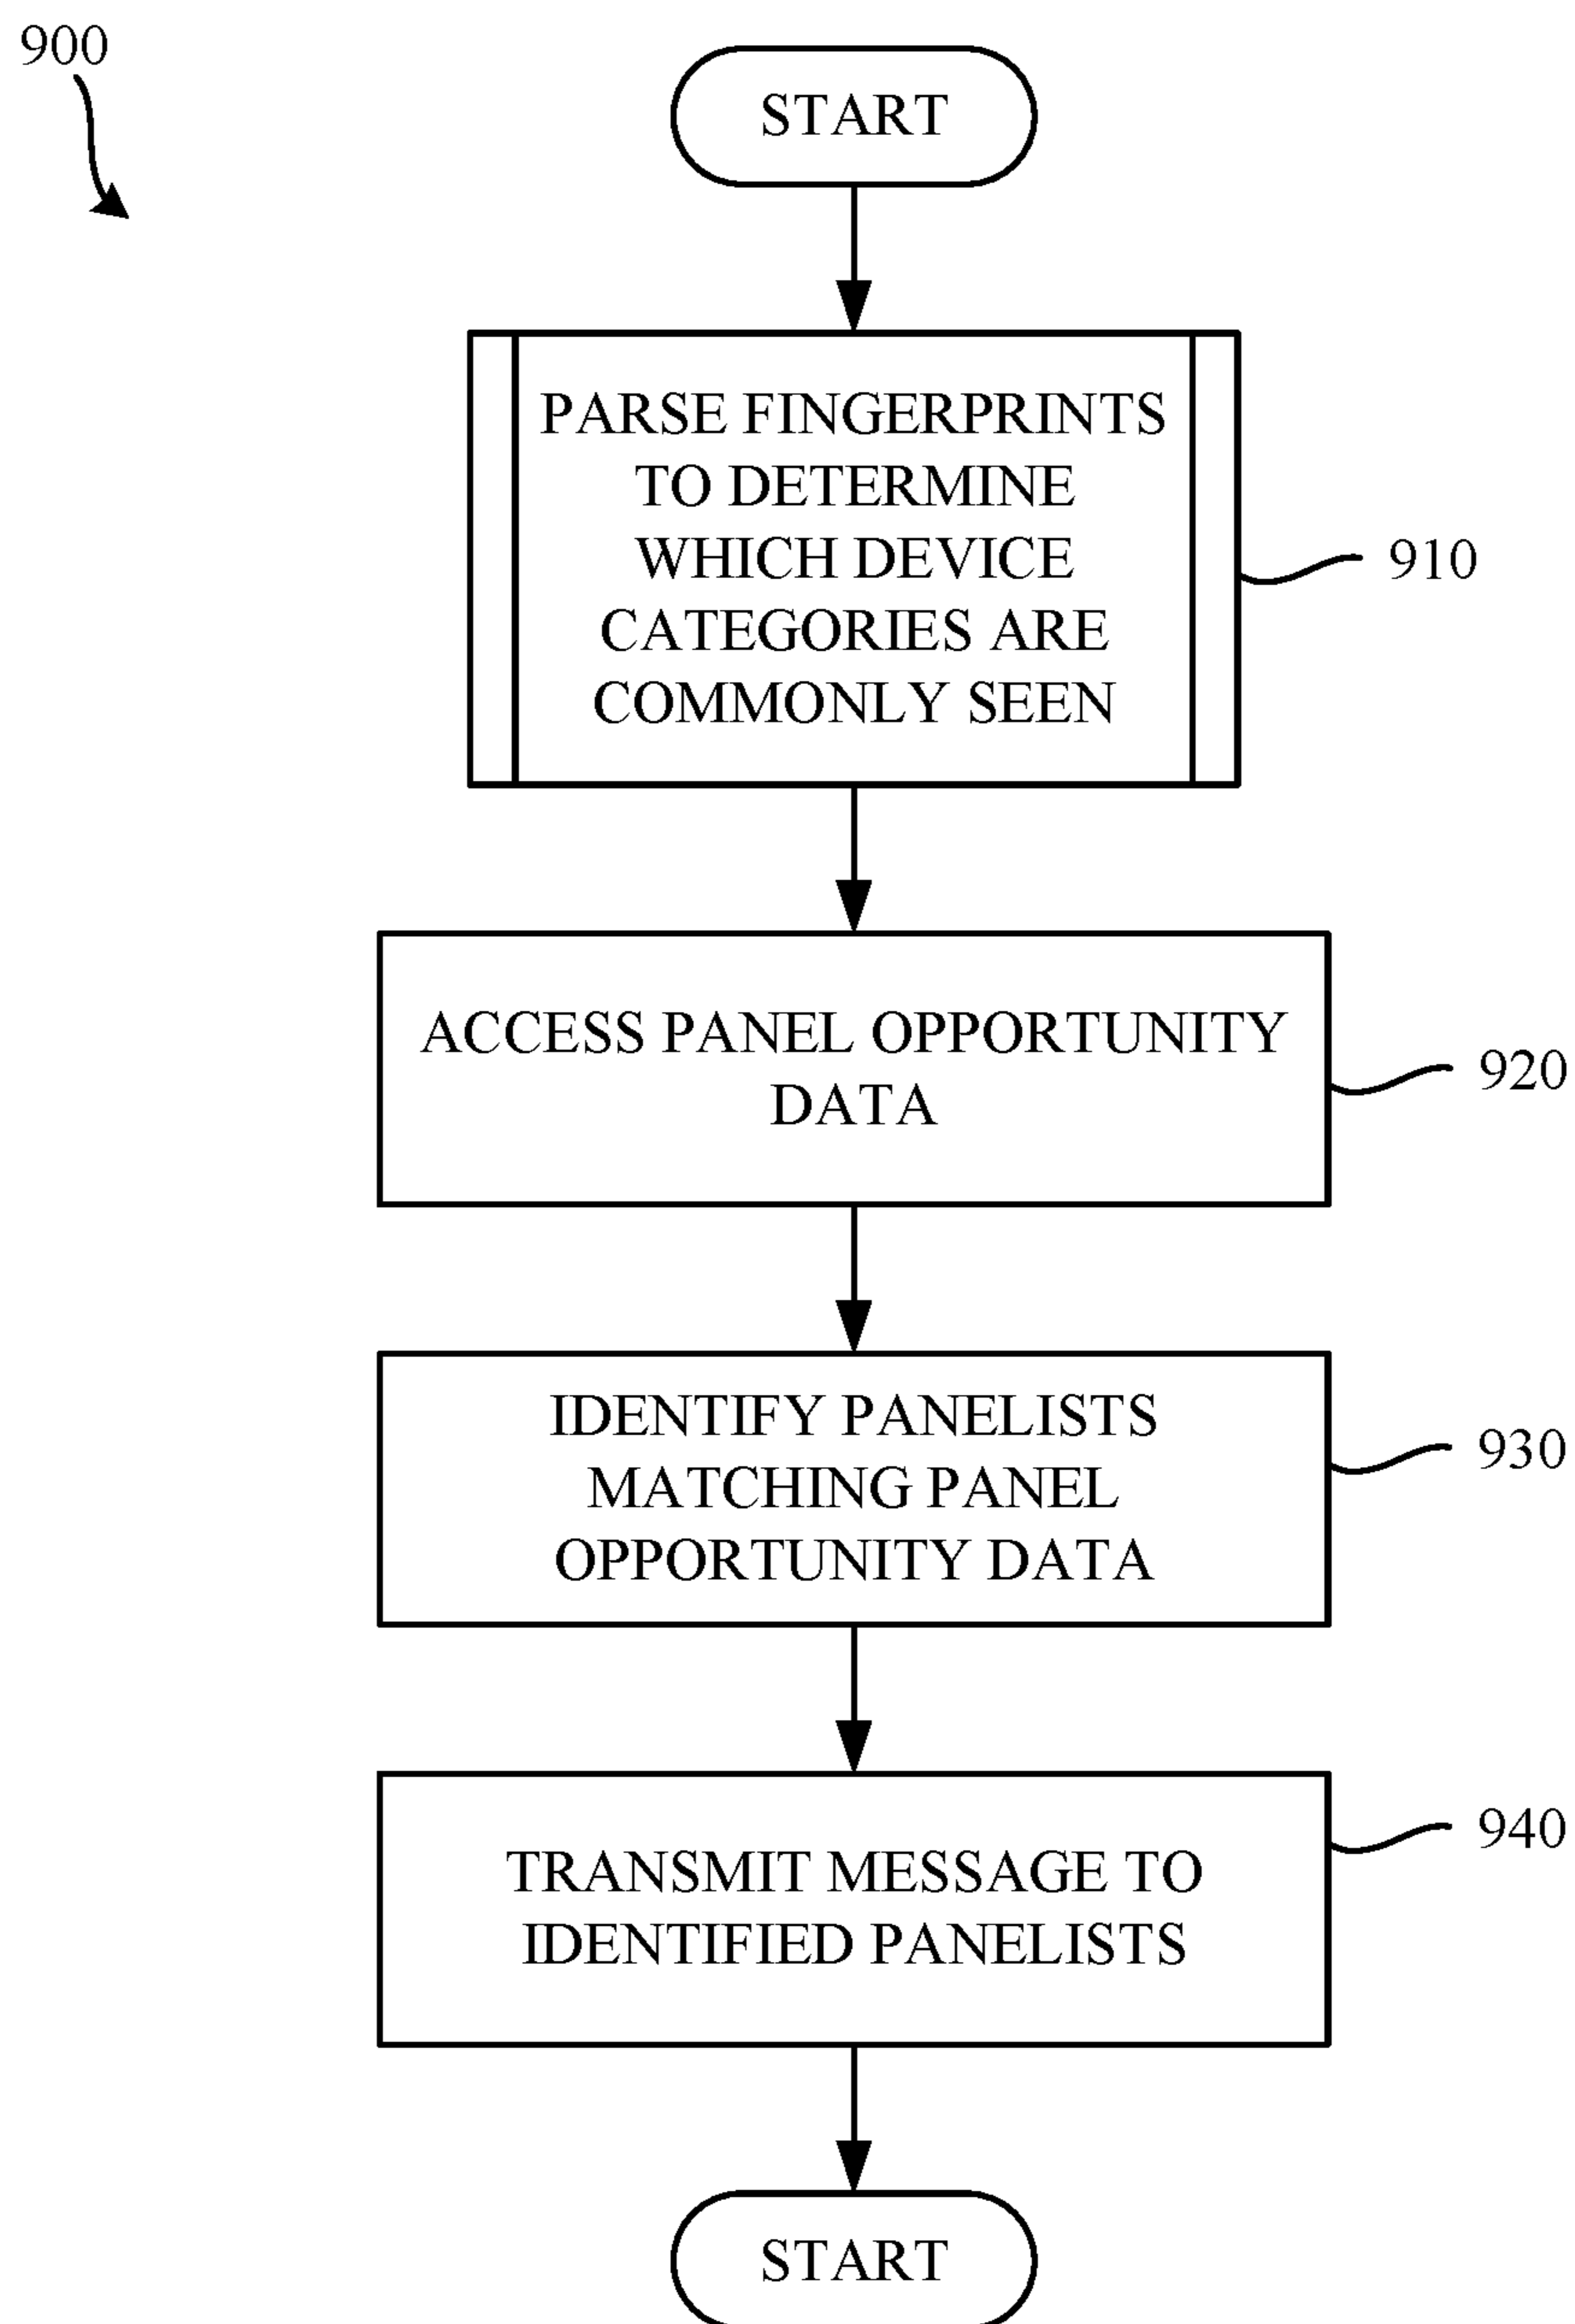 900
START
PARSE FINGERPRINTS
TO DETERMINE
WHICH DEVICE
CATEGORIES ARE
COMMONLY SEEN
910
ACCESS PANEL OPPORTUNITY
DATA
920
IDENTIFY PANELISTS
MATCHING PANEL
OPPORTUNITY DATA
930
TRANSMIT MESSAGE TO
IDENTIFIED PANELISTS
940
START